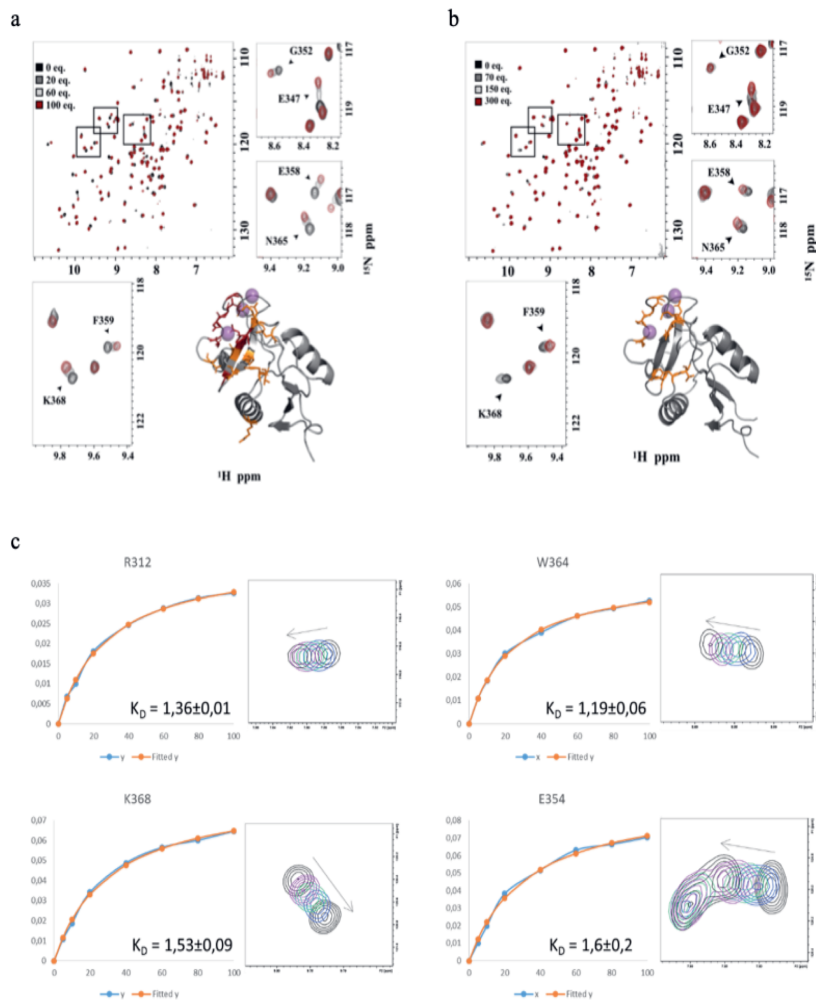 a
0 eq.
20 eq.
60 eq.
100 eq.
110
120
130
10 9 8 7
G352
E347
117
119
8.6 8.4 8.2
E358
N365
117
118
9.4 9.2 9.0
¹⁵N ppm
F359
K368
118
120
122
9.8 9.6 9.4
¹H ppm
b
0 eq.
70 eq.
150 eq.
300 eq.
110
120
130
10 9 8 7
G352
E347
117
119
8.6 8.4 8.2
E358
N365
117
118
9.4 9.2 9.0
¹⁵N ppm
F359
K368
118
120
122
9.8 9.6 9.4
¹H ppm
c
R312
0,035
0,03
0,025
0,02
0,015
0,01
0,005
0
0 20 40 60 80 100
K_D = 1,36±0,01
y Fitted y
W364
0,06
0,05
0,04
0,03
0,02
0,01
0
0 20 40 60 80 100
K_D = 1,19±0,06
x Fitted y
K368
0,07
0,06
0,05
0,04
0,03
0,02
0,01
0
0 20 40 60 80 100
K_D = 1,53±0,09
y Fitted y
E354
0,08
0,07
0,06
0,05
0,04
0,03
0,02
0,01
0
0 20 40 60 80 100
K_D = 1,6±0,2
x Fitted y